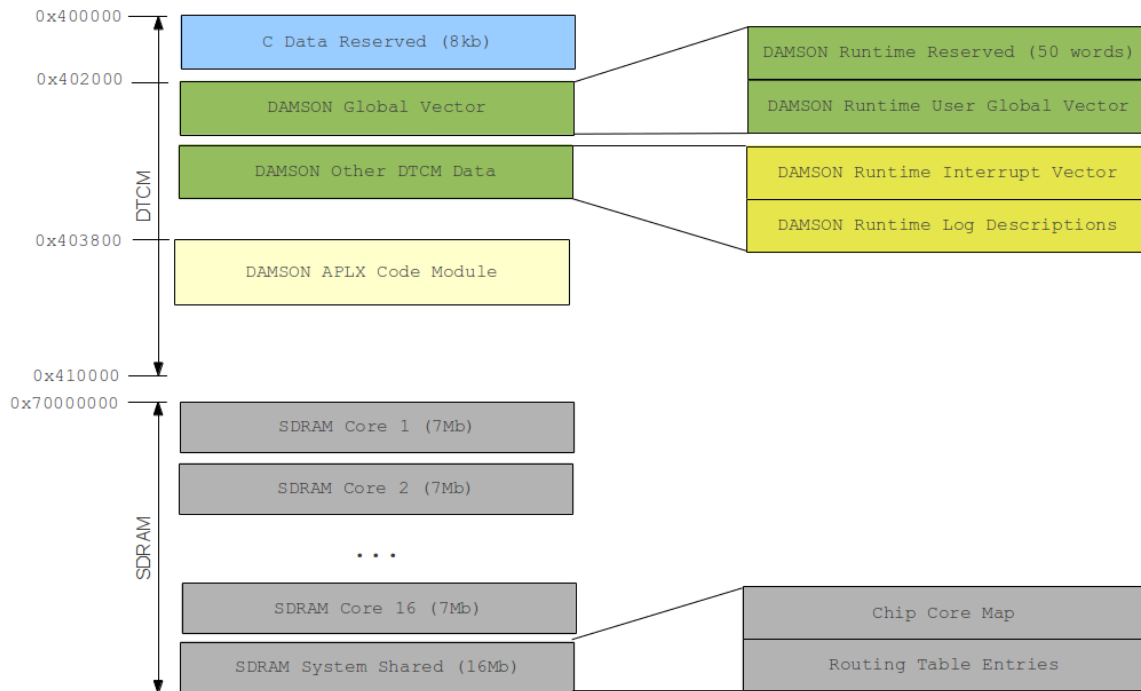 0x400000
C Data Reserved (8kb)
DAMSON Runtime Reserved (50 words)
0x402000
DAMSON Global Vector
DAMSON Runtime User Global Vector
DTCM
DAMSON Other DTCM Data
DAMSON Runtime Interrupt Vector
DAMSON Runtime Log Descriptions
0x403800
DAMSON APLX Code Module
0x410000
0x70000000
SDRAM Core 1 (7Mb)
SDRAM Core 2 (7Mb)
SDRAM
...
SDRAM Core 16 (7Mb)
Chip Core Map
SDRAM System Shared (16Mb)
Routing Table Entries